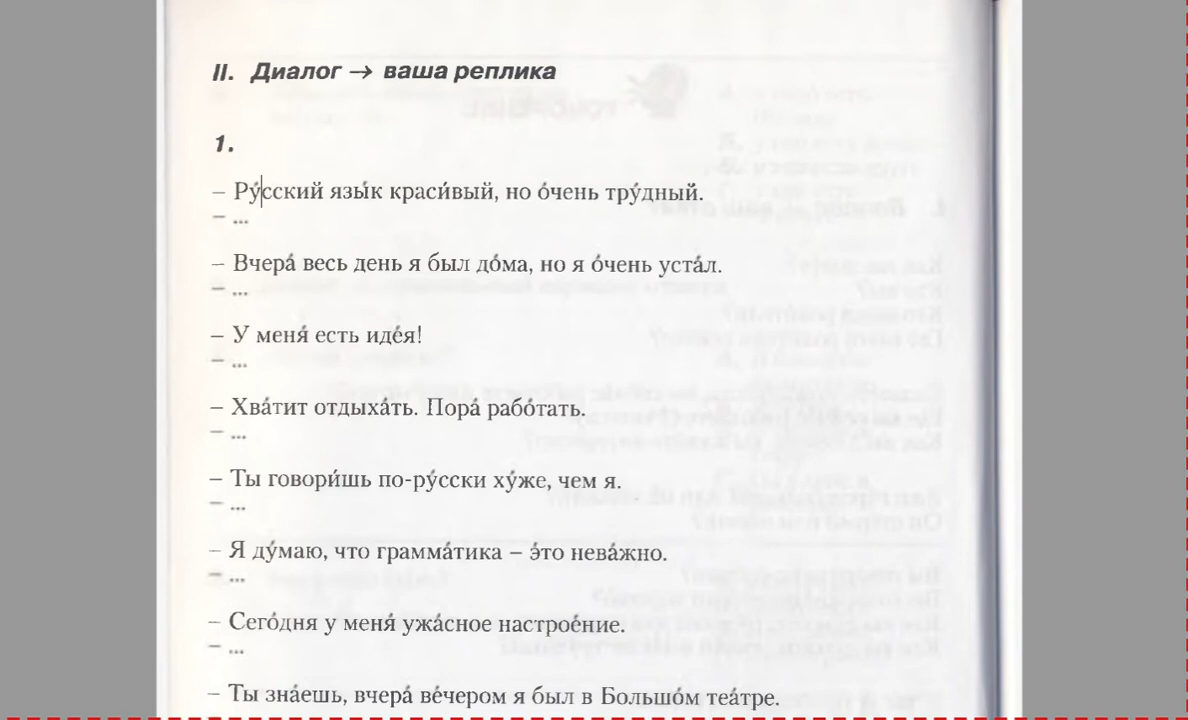 II. Диалог → ваша реплика
1.
– Ру́сский язы́к краси́вый, но о́чень тру́дный.
– ...
– Вчера́ весь день я был до́ма, но я о́чень уста́л.
– ...
– У меня́ есть иде́я!
– ...
– Хва́тит отдыха́ть. Пора́ рабо́тать.
– ...
– Ты говори́шь по-ру́сски ху́же, чем я.
– ...
– Я ду́маю, что грамма́тика – э́то нева́жно.
– ...
– Сего́дня у меня́ ужа́сное настрое́ние.
– ...
– Ты зна́ешь, вчера́ ве́чером я был в Большо́м теа́тре.